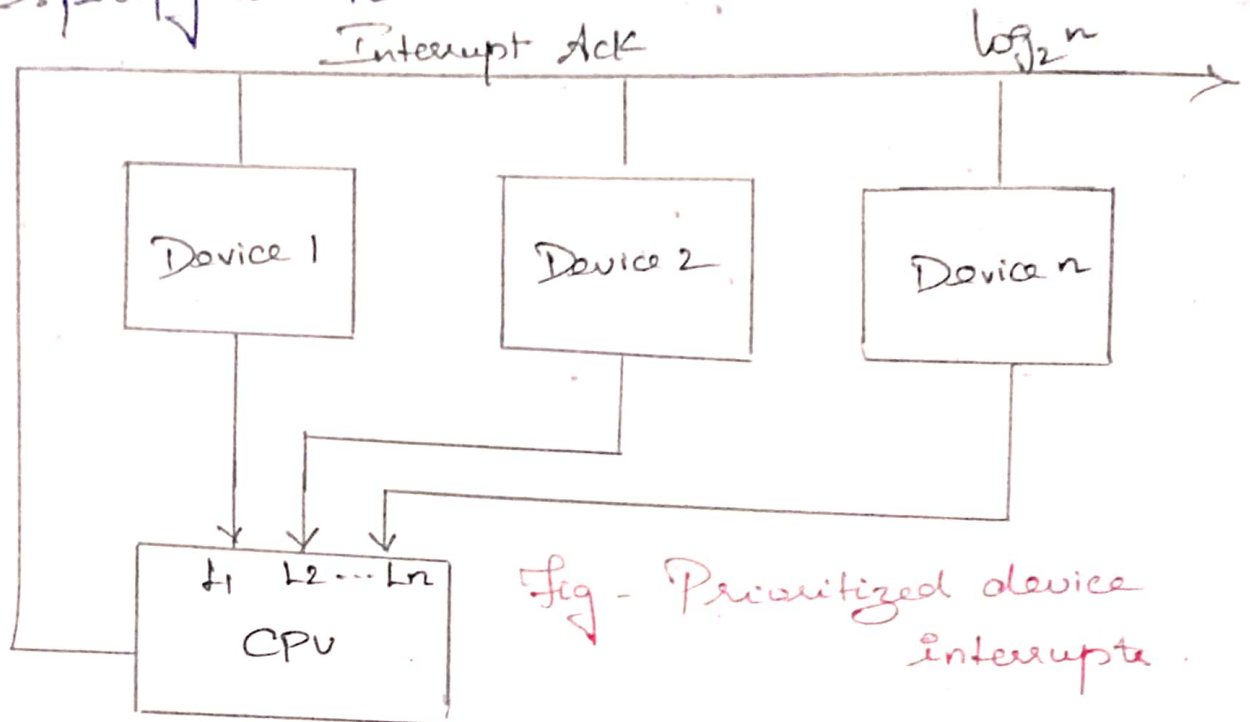 Interrupt Ack log₂ n
Device 1
Device 2
Device n
L1 L2 ... Ln
CPU
Fig - Prioritized device
interrupts.